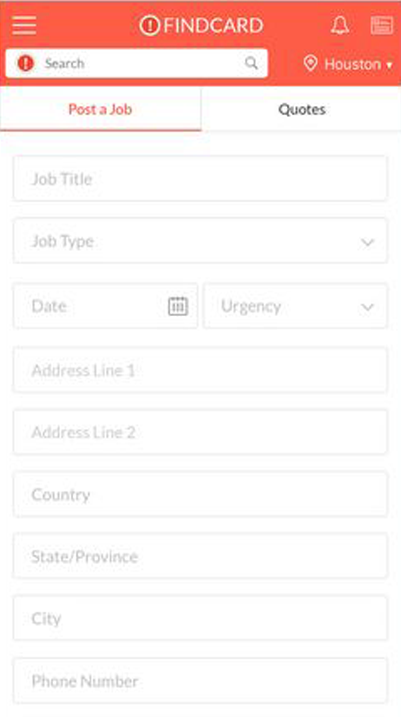 FINDCARD
Search
Houston
Post a Job
Quotes
Job Title
Job Type
Date
Urgency
Address Line 1
Address Line 2
Country
State/Province
City
Phone Number